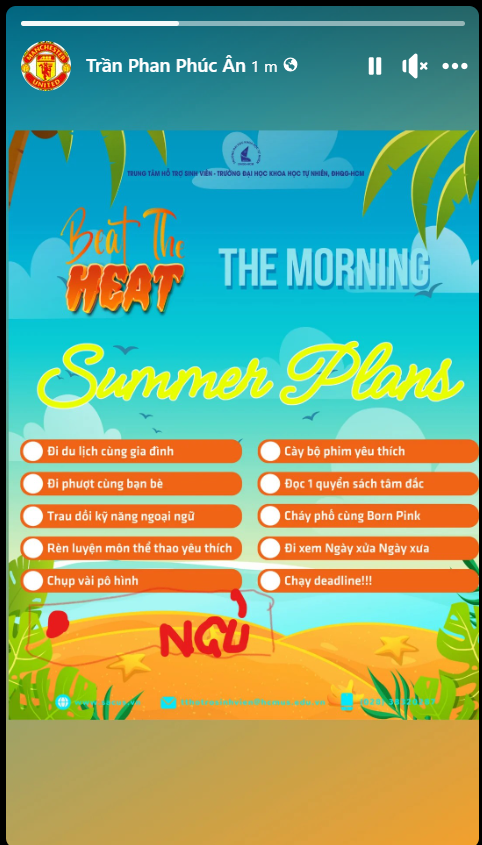 Trần Phan Phúc Ân 1 m
TRUNG TÂM HỖ TRỢ SINH VIÊN - TRƯỜNG ĐẠI HỌC KHOA HỌC TỰ NHIÊN, ĐHQG-HCM
Beat The
HEAT
THE MORNING
Summer Plans
Đi du lịch cùng gia đình
Cày bộ phim yêu thích
Đi phượt cùng bạn bè
Đọc 1 quyển sách tâm đắc
Trau dồi kỹ năng ngoại ngữ
Cháy phố cùng Born Pink
Rèn luyện môn thể thao yêu thích
Đi xem Ngày xửa Ngày xưa
Chụp vài pô hình
Chạy deadline!!!
NGỦ